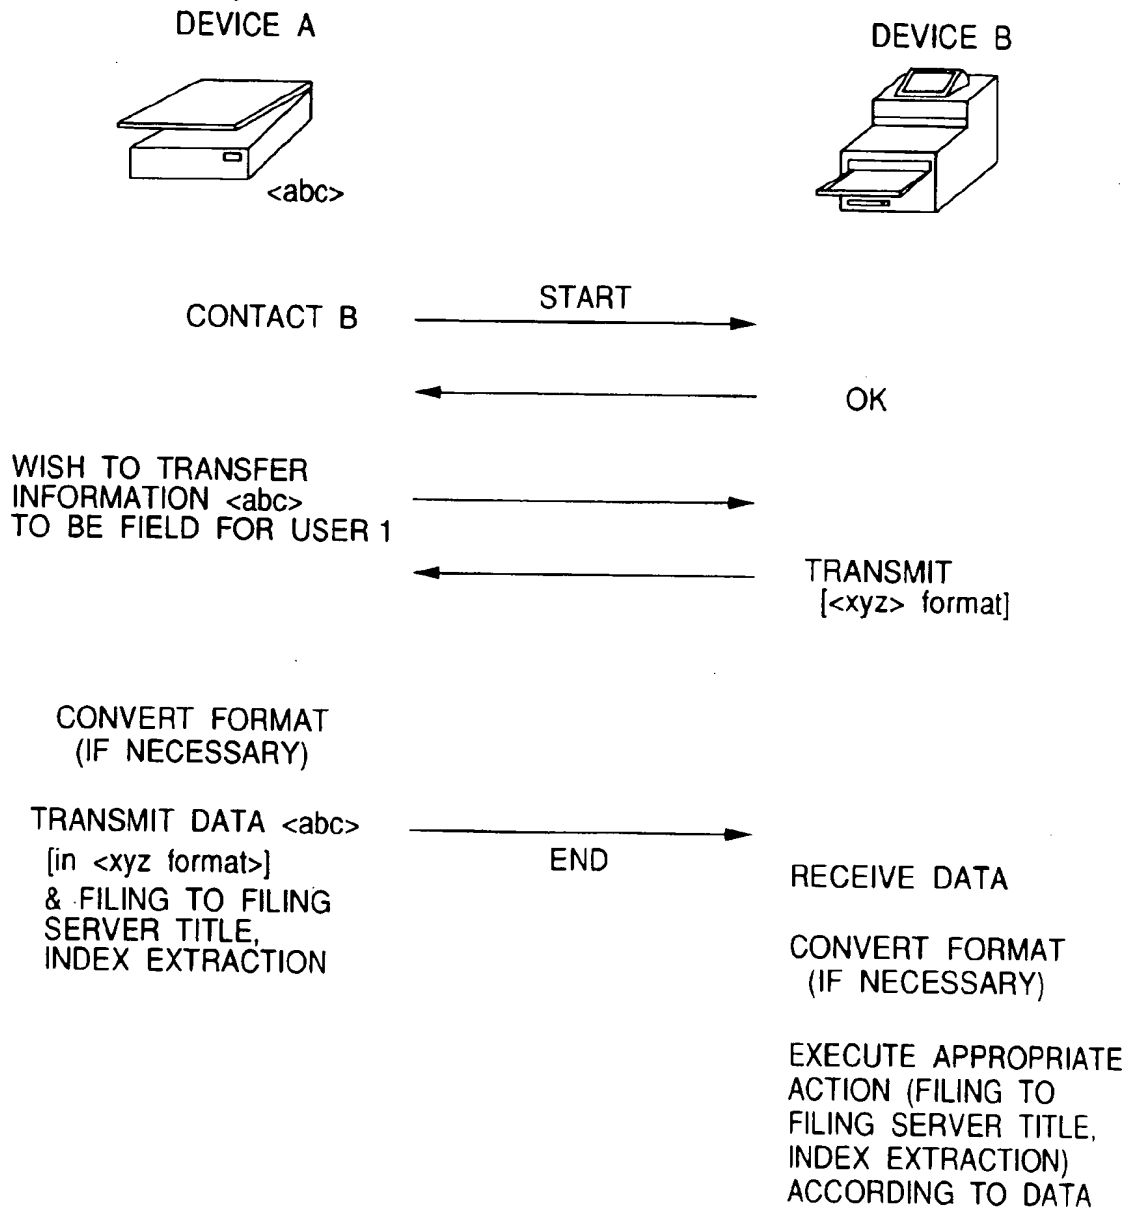 DEVICE A
DEVICE B
<abc>
START
CONTACT B
OK
WISH TO TRANSFER
INFORMATION <abc>
TO BE FIELD FOR USER 1
TRANSMIT
[<xyz> format]
CONVERT FORMAT
(IF NECESSARY)
TRANSMIT DATA <abc>
[in <xyz format>]
& FILING TO FILING
SERVER TITLE,
INDEX EXTRACTION
END
RECEIVE DATA
CONVERT FORMAT
(IF NECESSARY)
EXECUTE APPROPRIATE
ACTION (FILING TO
FILING SERVER TITLE,
INDEX EXTRACTION)
ACCORDING TO DATA